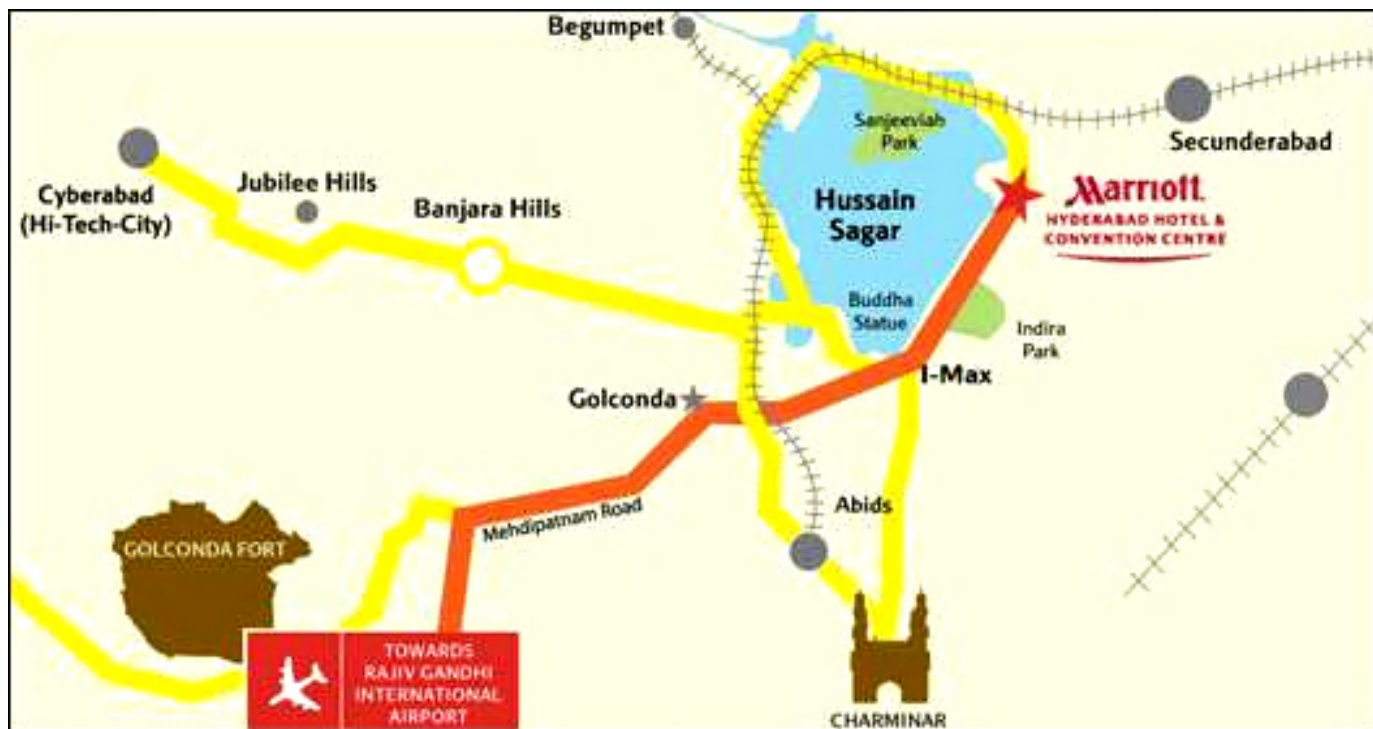 Begumpet
Sanjeeviah
Park
Secunderabad
Cyberabad
(Hi-Tech-City)
Jubilee Hills
Banjara Hills
Hussain
Sagar
Marriott
HYDERABAD HOTEL &
CONVENTION CENTRE
Buddha
Statue
Indira
Park
I-Max
Golconda
Mehdipatnam Road
Abids
GOLCONDA FORT
TOWARDS
RAJIV GANDHI
INTERNATIONAL
AIRPORT
CHARMINAR